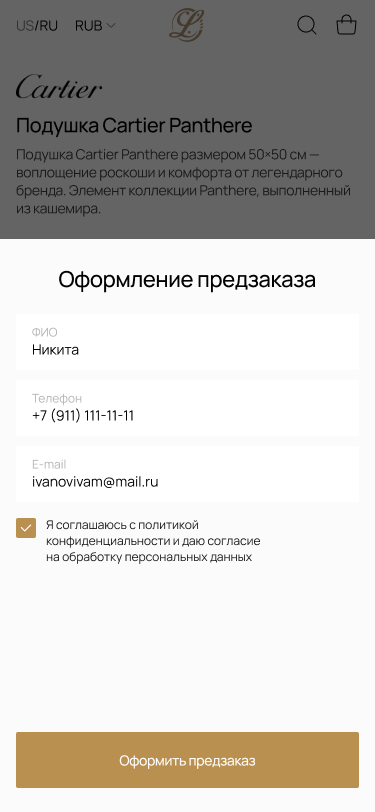 US/RU RUB
L
Cartier
Подушка Cartier Panthere
Подушка Cartier Panthere размером 50×50 см —
воплощение роскоши и комфорта от легендарного
бренда. Элемент коллекции Panthere, выполненный
из кашемира.
Оформление предзаказа
ФИО
Никита
Телефон
+7 (911) 111-11-11
E-mail
ivanovivam@mail.ru
Я соглашаюсь с политикой
конфиденциальности и даю согласие
на обработку персональных данных
Оформить предзаказ